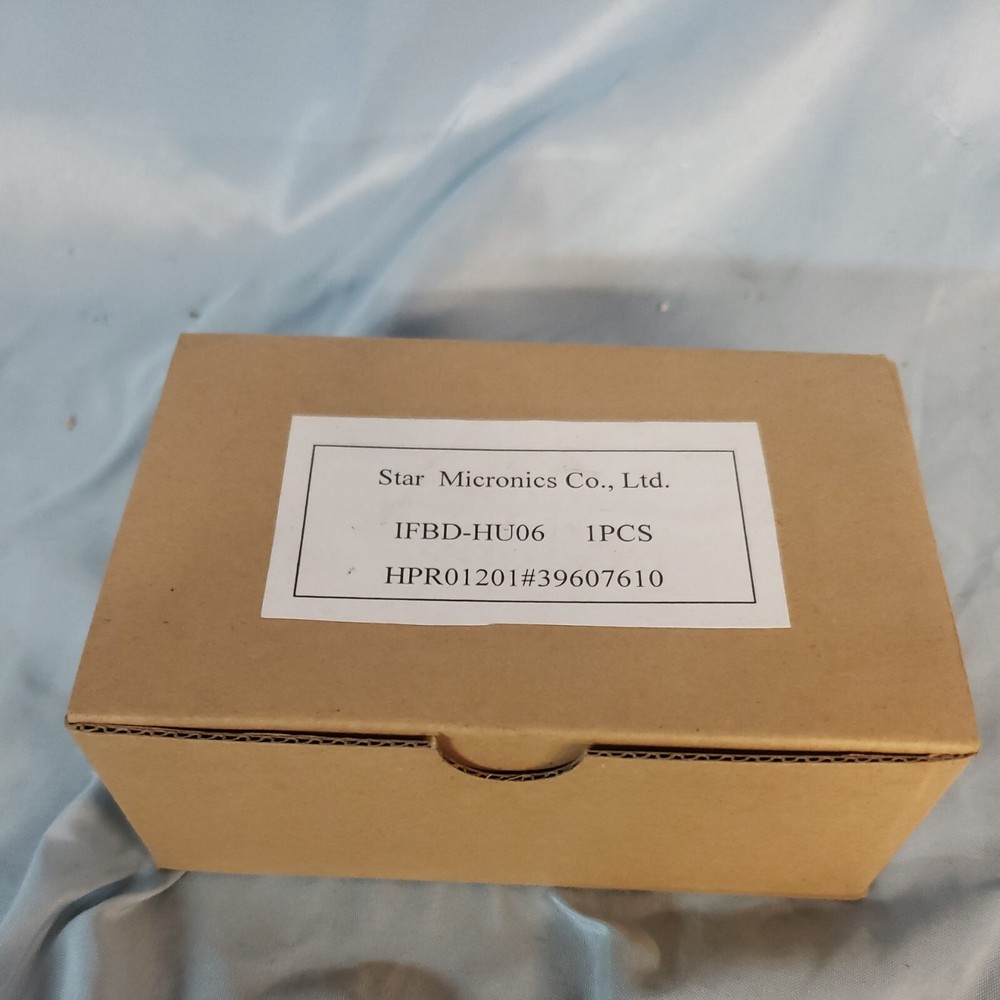 Star Micronics Co., Ltd.
IFBD-HU06 1PCS
HPR01201#39607610